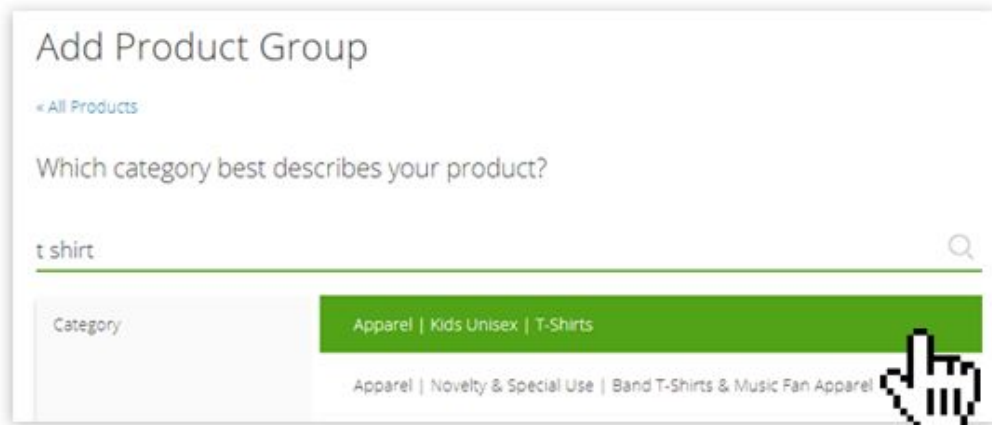 Add Product Group
« All Products
Which category best describes your product?
t shirt
Category
Apparel | Kids Unisex | T-Shirts
Apparel | Novelty & Special Use | Band T-Shirts & Music Fan Apparel